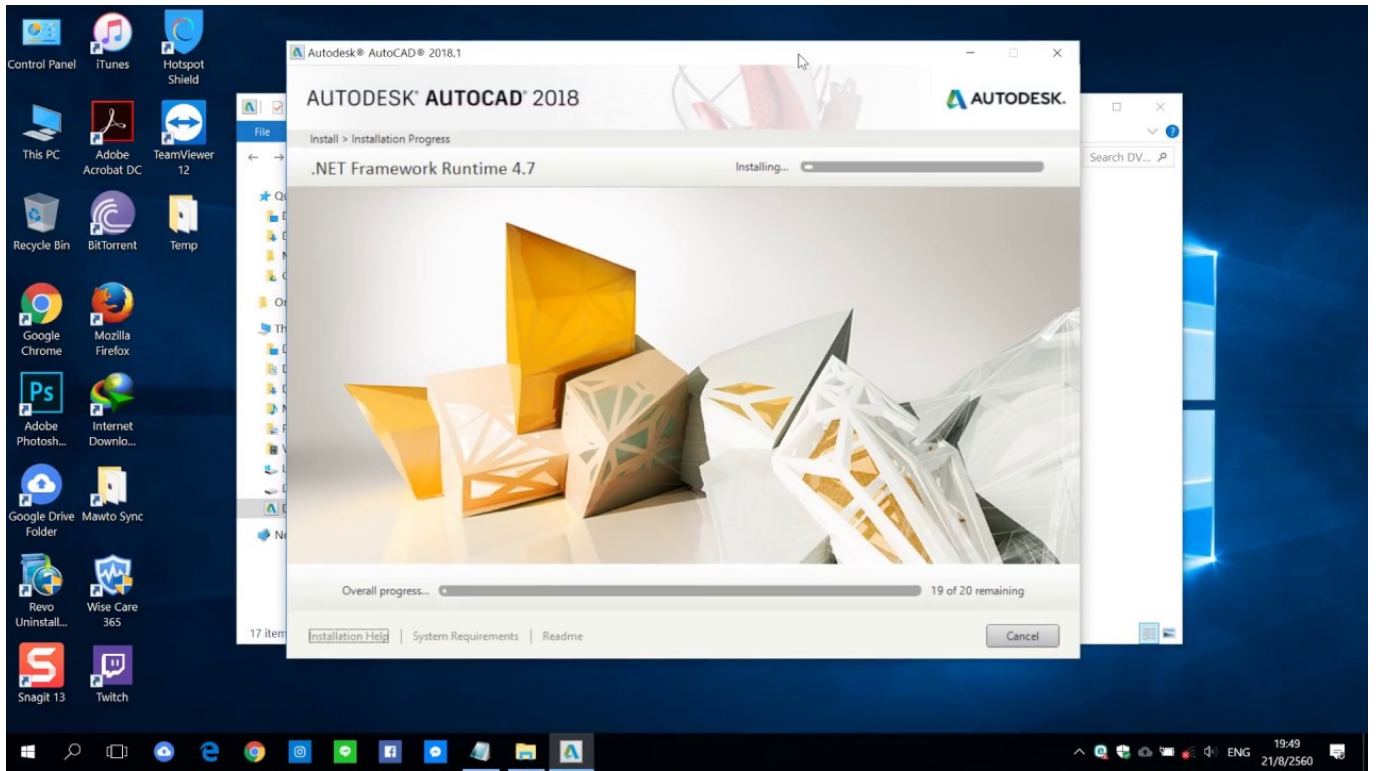 Control Panel
iTunes
Hotspot
Shield
This PC
Adobe
Acrobat DC
TeamViewer
12
Recycle Bin
BitTorrent
Temp
Google
Chrome
Mozilla
Firefox
Adobe
Photosh...
Internet
Downlo...
Google Drive
Folder
Mawto Sync
Revo
Uninstall...
Wise Care
365
Snagit 13
Twitch
Ps
File
Search DV...
17 item
Autodesk® AutoCAD® 2018.1
AUTODESK® AUTOCAD® 2018
AUTODESK.
Install > Installation Progress
.NET Framework Runtime 4.7
Installing...
Overall progress...
19 of 20 remaining
Installation Help | System Requirements | Readme
Cancel
ENG
19:49
21/8/2560